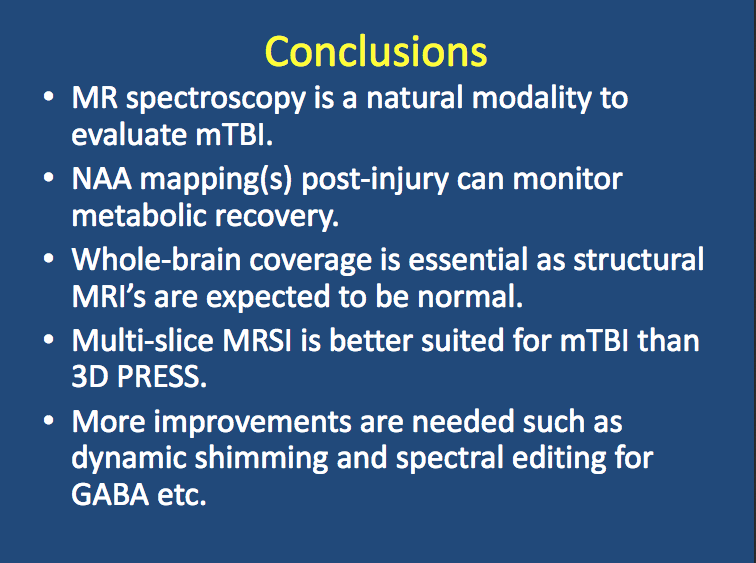 Conclusions
• MR spectroscopy is a natural modality to
evaluate mTBI.
• NAA mapping(s) post-injury can monitor
metabolic recovery.
• Whole-brain coverage is essential as structural
MRI’s are expected to be normal.
• Multi-slice MRSI is better suited for mTBI than
3D PRESS.
• More improvements are needed such as
dynamic shimming and spectral editing for
GABA etc.